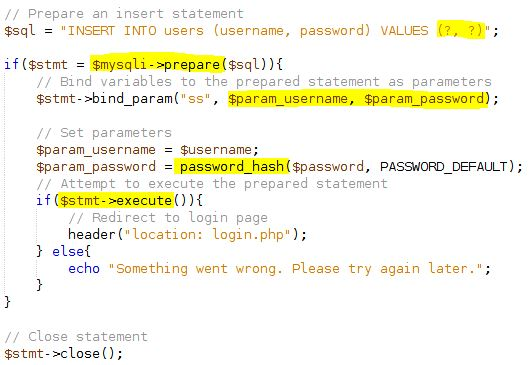 // Prepare an insert statement
$sql = "INSERT INTO users (username, password) VALUES (?, ?)";
if($stmt = $mysqli->prepare($sql)){
// Bind variables to the prepared statement as parameters
$stmt->bind_param("ss", $param_username, $param_password);
// Set parameters
$param_username = $username;
$param_password = password_hash($password, PASSWORD_DEFAULT);
// Attempt to execute the prepared statement
if($stmt->execute()){
// Redirect to login page
header("location: login.php");
} else{
echo "Something went wrong. Please try again later.";
}
}
// Close statement
$stmt->close();